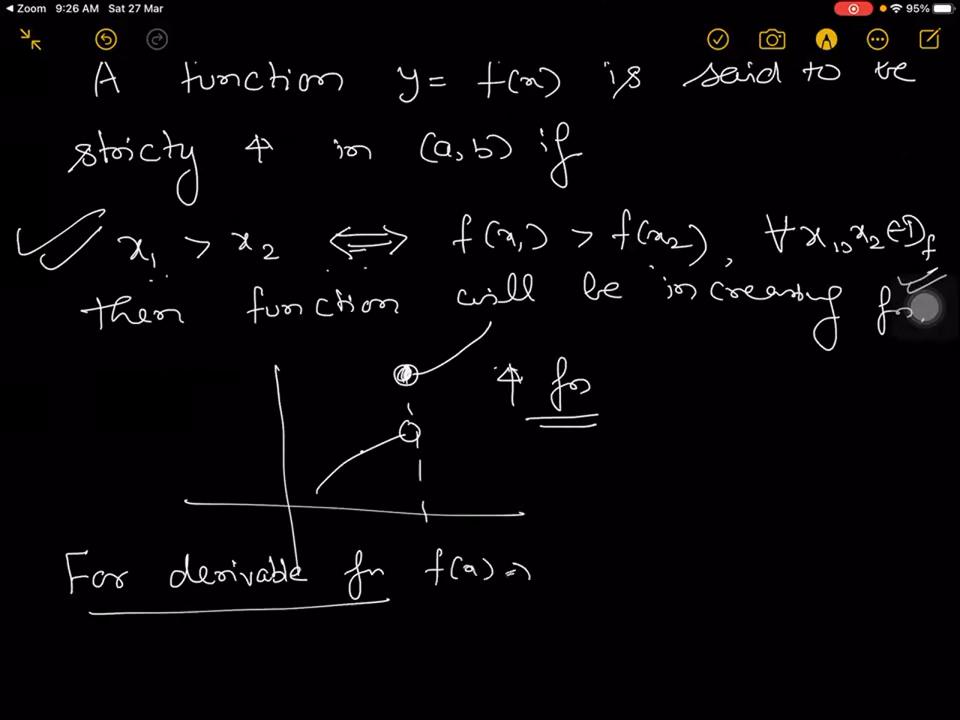 Zoom 9:26 AM Sat 27 Mar 95%
A function y= f(x) is said to be
stricty ↑ in (a,b) if
x₁ > x₂ ⟺ f(x₁) > f(x₂), ∀ x₁, x₂ ∈ D_f
then function will be increasing fn.
↑ fn
For derivable fn f(x) ⇒